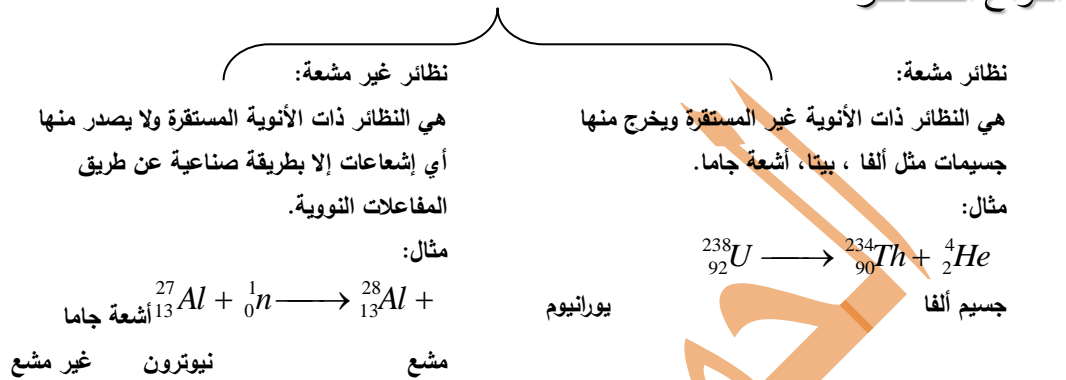 نظائر مشعة:
هي النظائر ذات الأنوية غير المستقرة ويخرج منها
جسيمات مثل ألفا ، بيتا، أشعة جاما.
مثال:
²³⁸₉₂U ⟶ ²³⁴₉₀Th + ⁴₂He
جسيم ألفا يورانيوم
نظائر غير مشعة:
هي النظائر ذات الأنوية المستقرة ولا يصدر منها
أي إشعاعات إلا بطريقة صناعية عن طريق
المفاعلات النووية.
مثال:
²⁷₁₃Al + ¹₀n ⟶ ²⁸₁₃Al + أشعة جاما
مشع نيوترون غير مشع